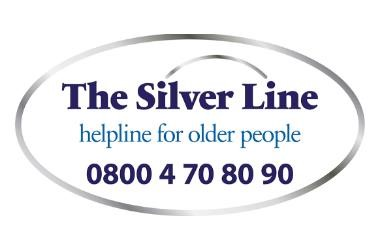 The Silver Line
helpline for older people
0800 4 70 80 90